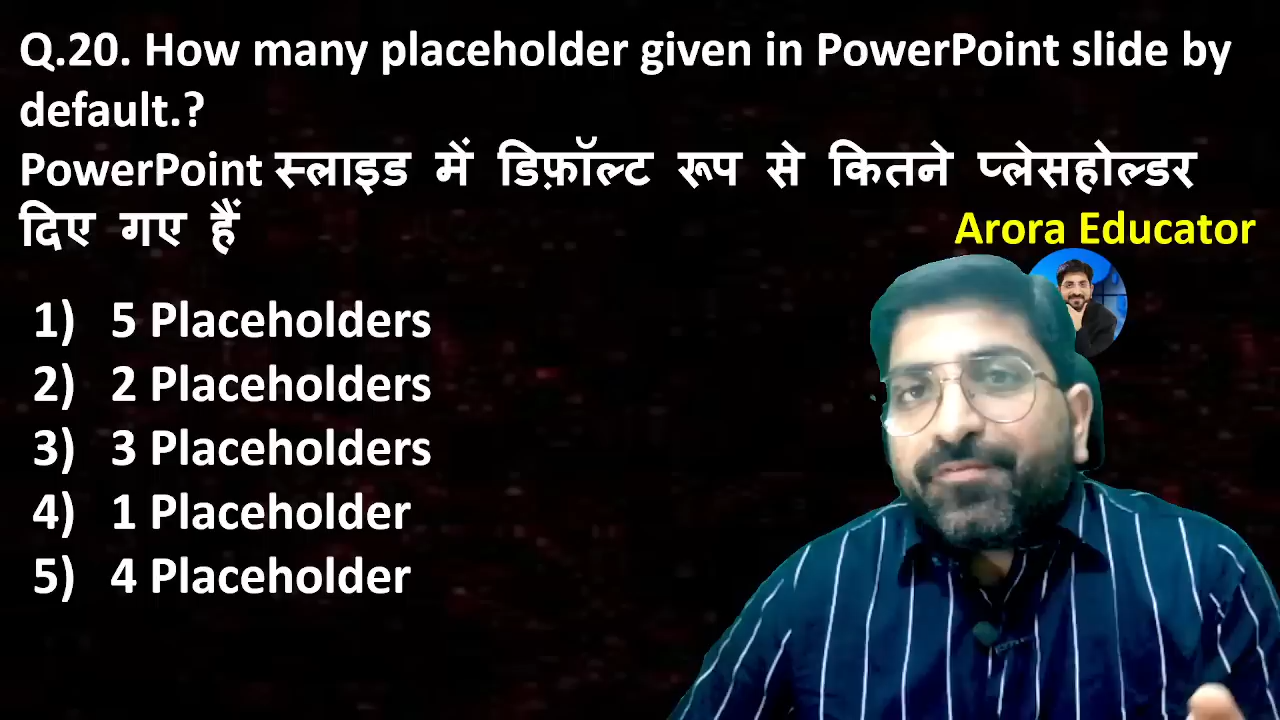 Q.20. How many placeholder given in PowerPoint slide by
default.?
PowerPoint स्लाइड में डिफ़ॉल्ट रूप से कितने प्लेसहोल्डर
दिए गए हैं
Arora Educator
1) 5 Placeholders
2) 2 Placeholders
3) 3 Placeholders
4) 1 Placeholder
5) 4 Placeholder